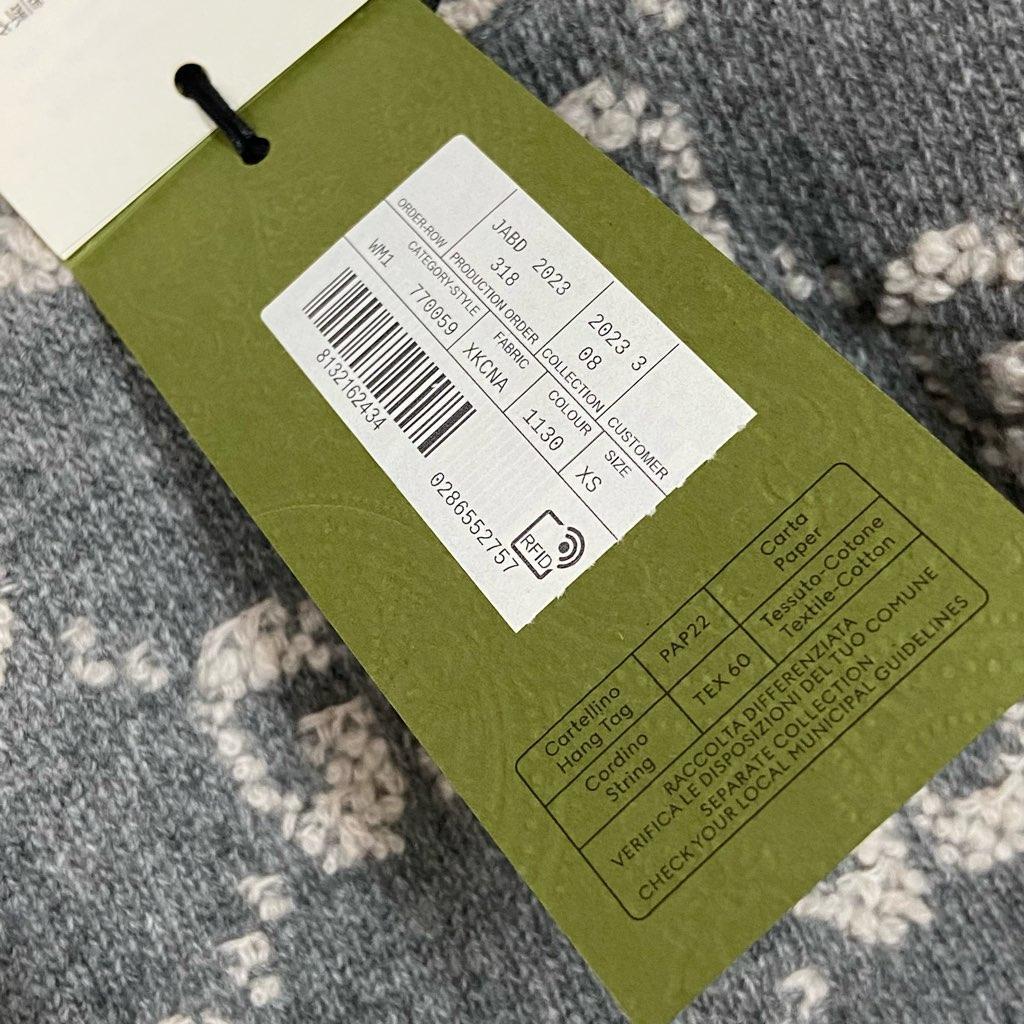 JABD 2023
318
2023 3
08
ORDER-ROW
PRODUCTION ORDER
COLLECTION
CUSTOMER
CATEGORY-STYLE
FABRIC
COLOUR
SIZE
WM1
770059
XKCNA
1130
XS
8132162434
0286552757
RFID
Cartellino
Hang Tag
PAP22
Carta
Paper
Cordino
String
TEX 60
Tessuto-Cotone
Textile-Cotton
RACCOLTA DIFFERENZIATA
VERIFICA LE DISPOSIZIONI DEL TUO COMUNE
SEPARATE COLLECTION
CHECK YOUR LOCAL MUNICIPAL GUIDELINES